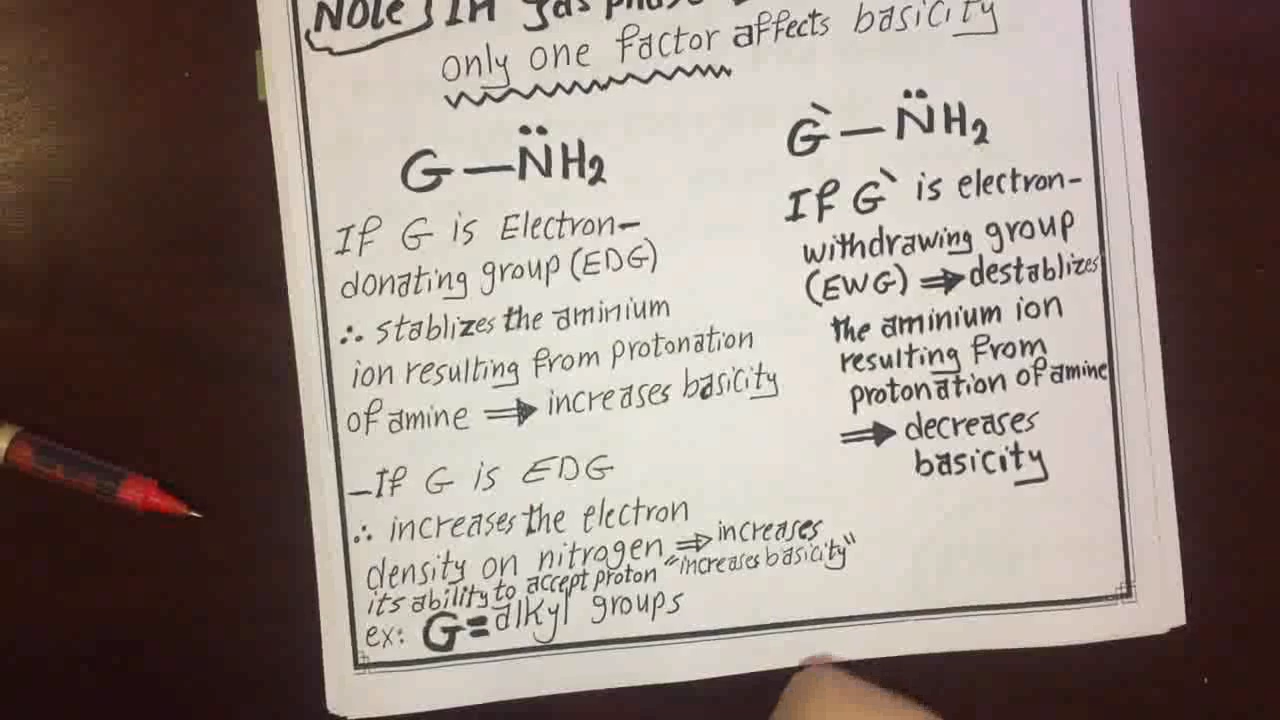 Note) In gas phase
only one factor affects basicity
G—N̈H2
If G is Electron-
donating group (EDG)
∴ stablizes the aminium
ion resulting from protonation
of amine ⇒ increases basicity
-If G is EDG
∴ increases the electron
density on nitrogen ⇒ increases
its ability to accept proton "increases basicity"
ex: G = alkyl groups
G`—N̈H2
If G` is electron-
withdrawing group
(EWG) ⇒ destablizes
the aminium ion
resulting from
protonation of amine
⇒ decreases
basicity